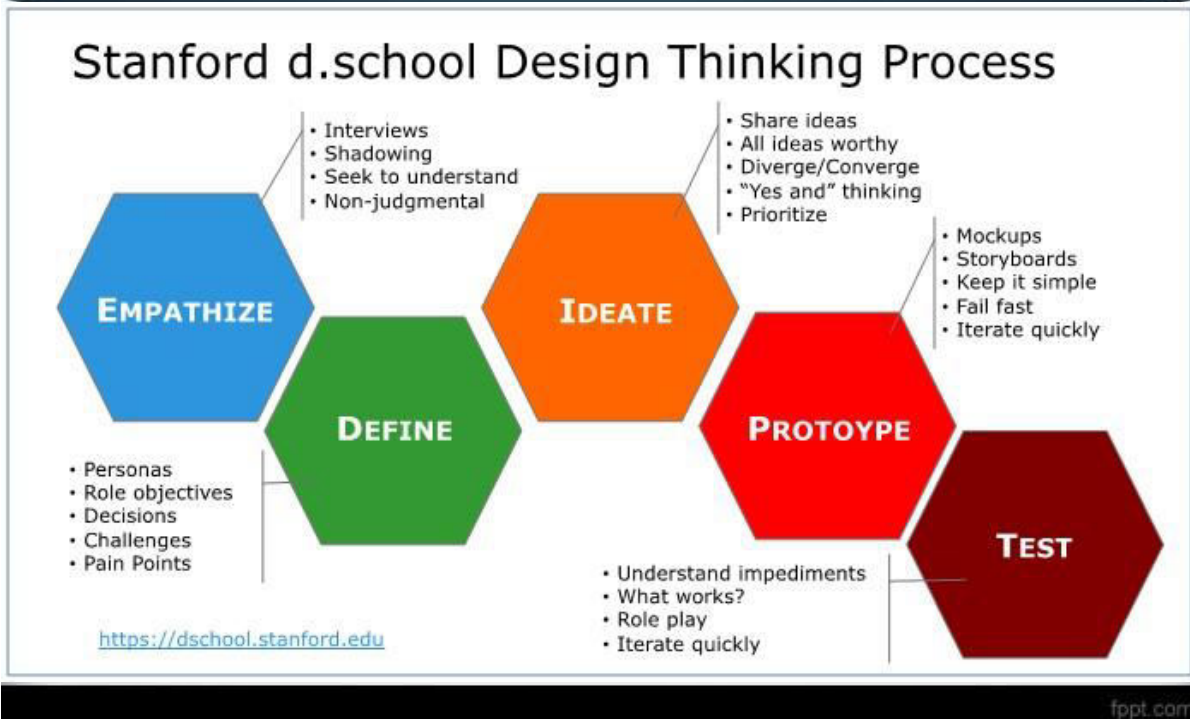 Stanford d.school Design Thinking Process
• Interviews
• Shadowing
• Seek to understand
• Non-judgmental
• Share ideas
• All ideas worthy
• Diverge/Converge
• “Yes and” thinking
• Prioritize
• Mockups
• Storyboards
• Keep it simple
• Fail fast
• Iterate quickly
EMPATHIZE
IDEATE
DEFINE
PROTOYPE
• Personas
• Role objectives
• Decisions
• Challenges
• Pain Points
TEST
• Understand impediments
• What works?
• Role play
• Iterate quickly
https://dschool.stanford.edu
fppt.com